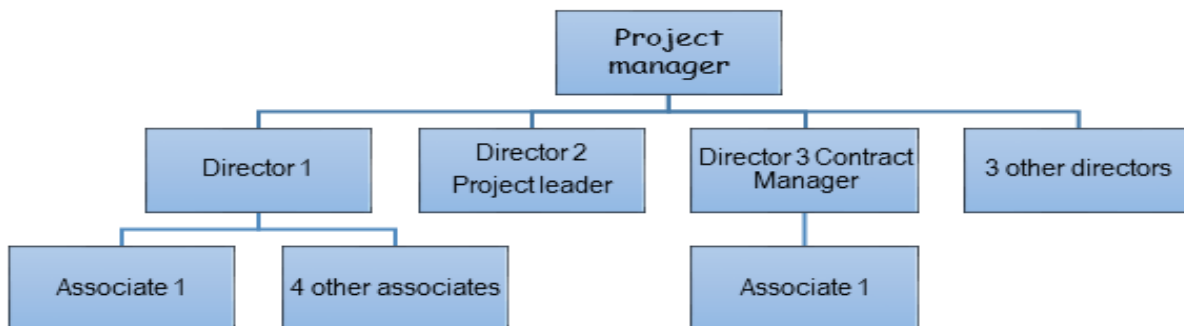 Project
manager
Director 1
Director 2
Project leader
Director 3 Contract
Manager
3 other directors
Associate 1
4 other associates
Associate 1